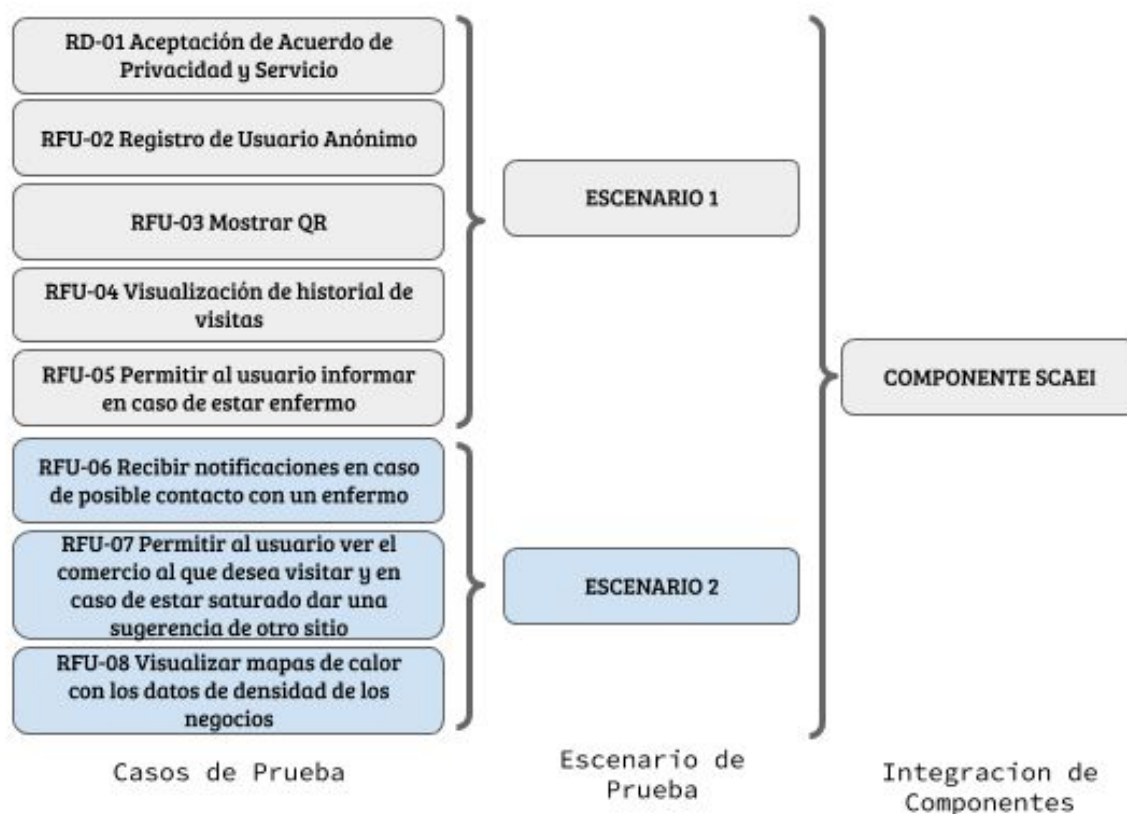 RD-01 Aceptación de Acuerdo de
Privacidad y Servicio
RFU-02 Registro de Usuario Anónimo
RFU-03 Mostrar QR
RFU-04 Visualización de historial de
visitas
RFU-05 Permitir al usuario informar
en caso de estar enfermo
RFU-06 Recibir notificaciones en caso
de posible contacto con un enfermo
RFU-07 Permitir al usuario ver el
comercio al que desea visitar y en
caso de estar saturado dar una
sugerencia de otro sitio
RFU-08 Visualizar mapas de calor
con los datos de densidad de los
negocios
Casos de Prueba
ESCENARIO 1
ESCENARIO 2
Escenario de
Prueba
COMPONENTE SCAEI
Integracion de
Componentes